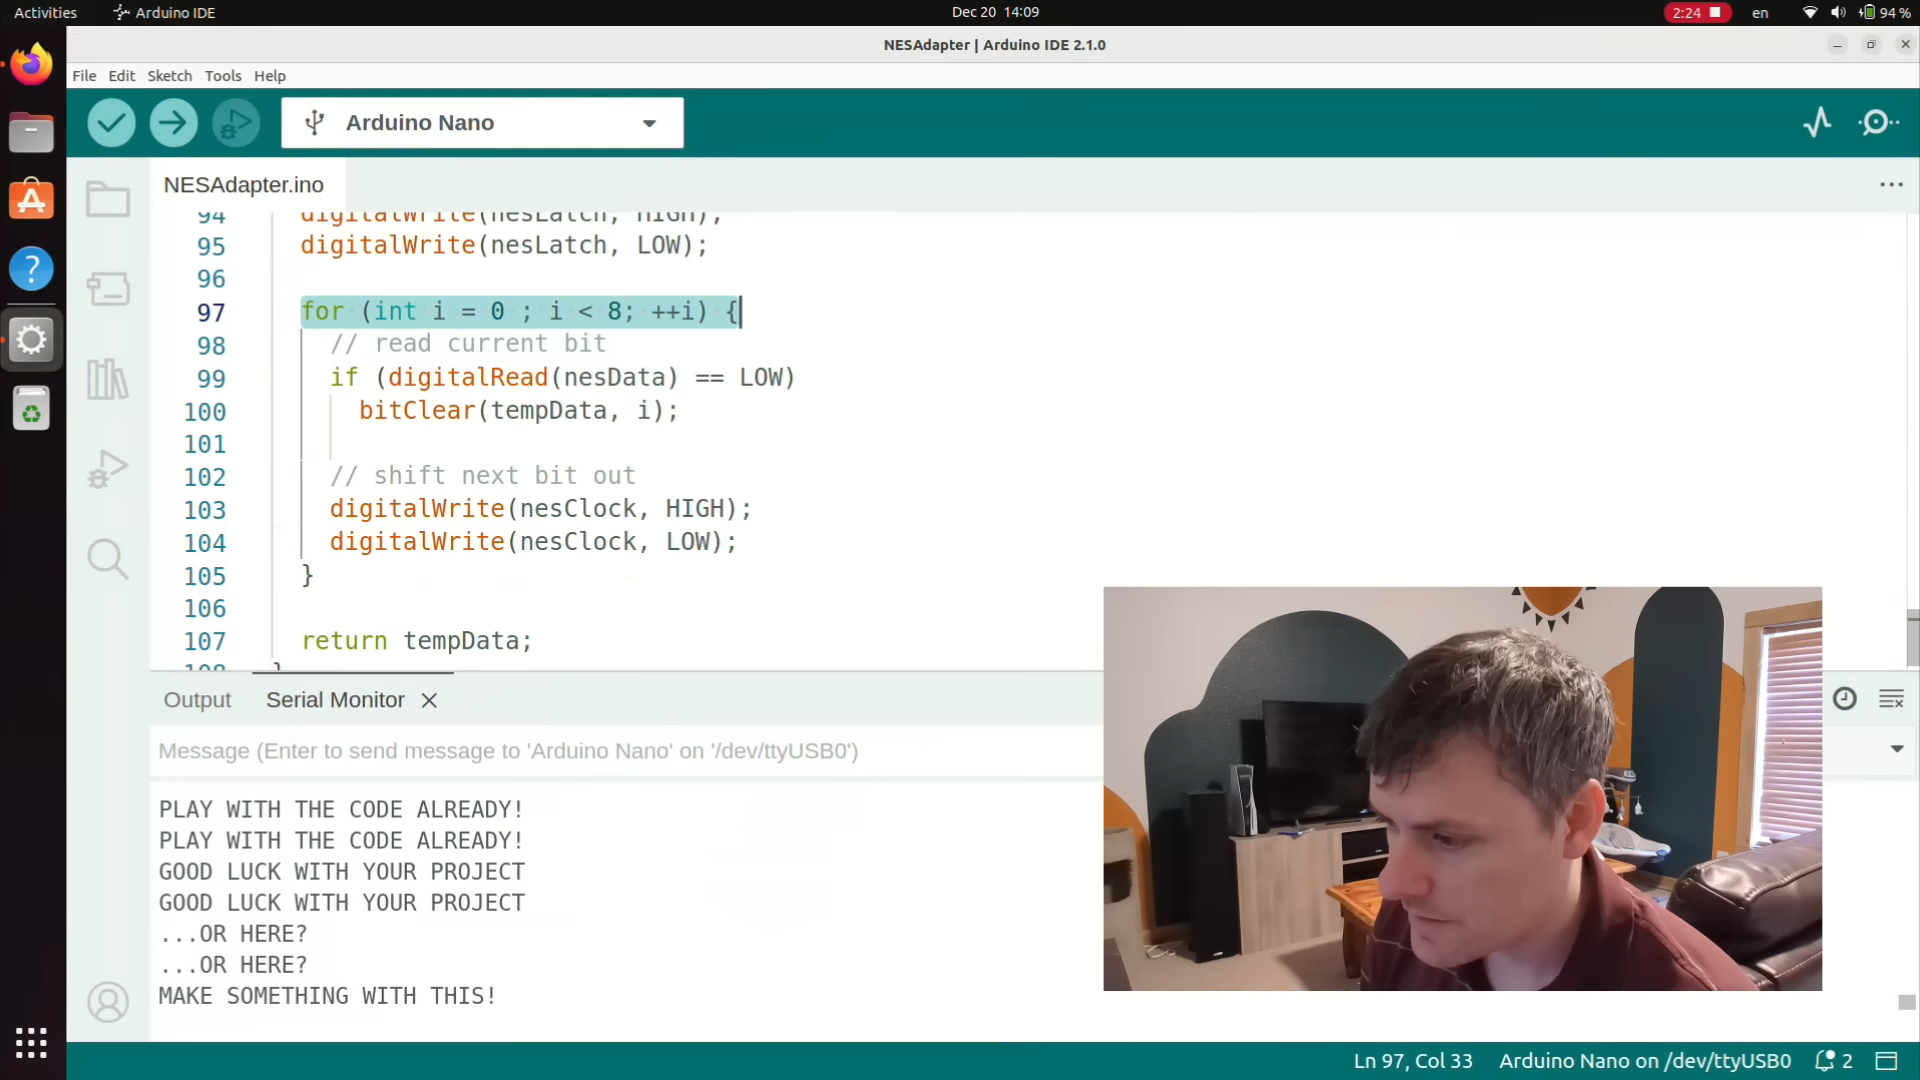 Activities
Arduino IDE
Dec 20 14:09
2:24
en
94 %
NESAdapter | Arduino IDE 2.1.0
File Edit Sketch Tools Help
Arduino Nano
NESAdapter.ino
94 digitalWrite(nesLatch, HIGH);
95 digitalWrite(nesLatch, LOW);
96
97 for (int i = 0 ; i < 8; ++i) {
98 // read current bit
99 if (digitalRead(nesData) == LOW)
100 bitClear(tempData, i);
101
102 // shift next bit out
103 digitalWrite(nesClock, HIGH);
104 digitalWrite(nesClock, LOW);
105 }
106
107 return tempData;
108 }
Output Serial Monitor
Message (Enter to send message to 'Arduino Nano' on '/dev/ttyUSB0')
PLAY WITH THE CODE ALREADY!
PLAY WITH THE CODE ALREADY!
GOOD LUCK WITH YOUR PROJECT
GOOD LUCK WITH YOUR PROJECT
...OR HERE?
...OR HERE?
MAKE SOMETHING WITH THIS!
Ln 97, Col 33 Arduino Nano on /dev/ttyUSB0 2